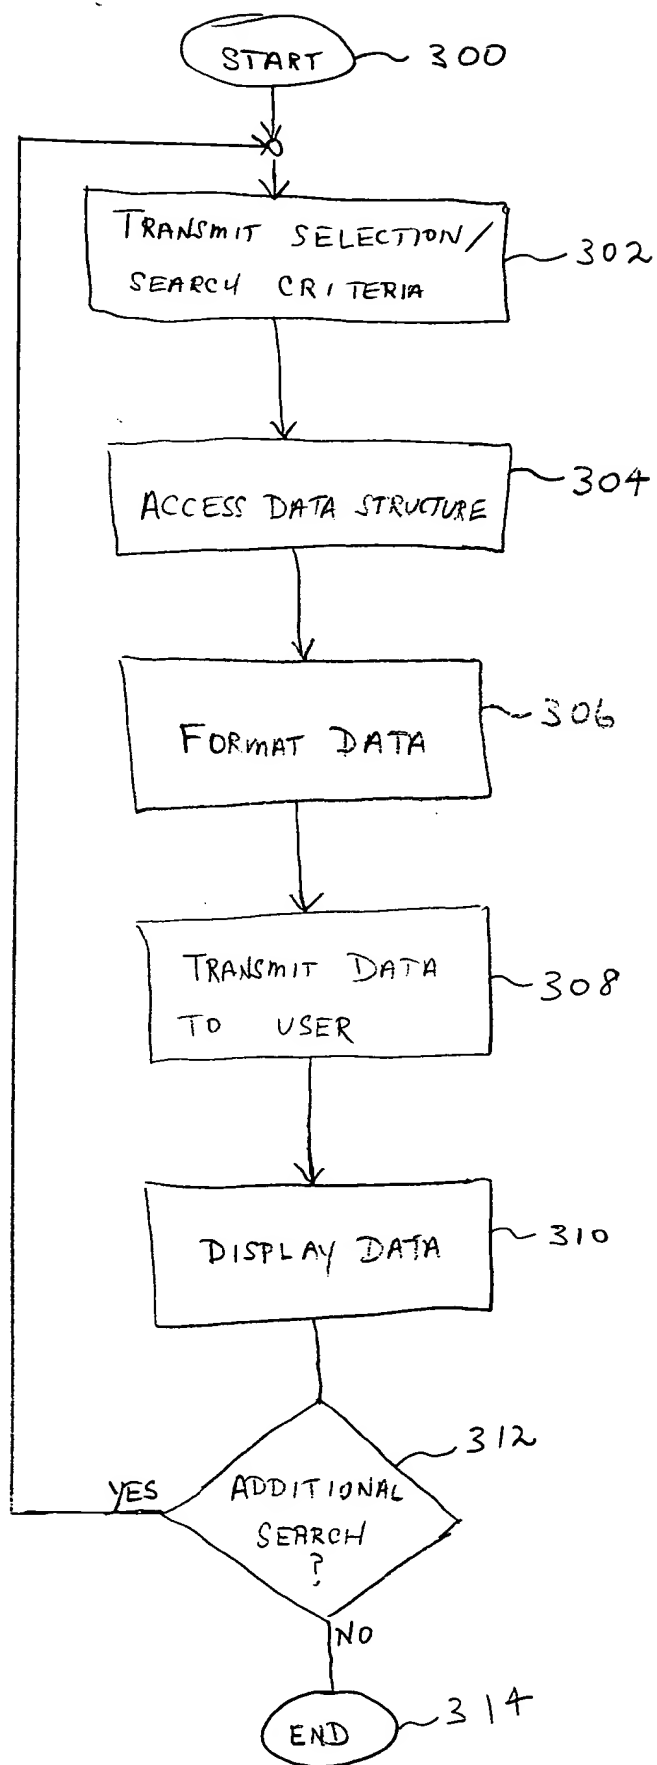 START 300
TRANSMIT SELECTION/
SEARCH CRITERIA
302
ACCESS DATA STRUCTURE
304
FORMAT DATA
306
TRANSMIT DATA
TO USER
308
DISPLAY DATA
310
312
YES
ADDITIONAL
SEARCH
?
NO
END 314